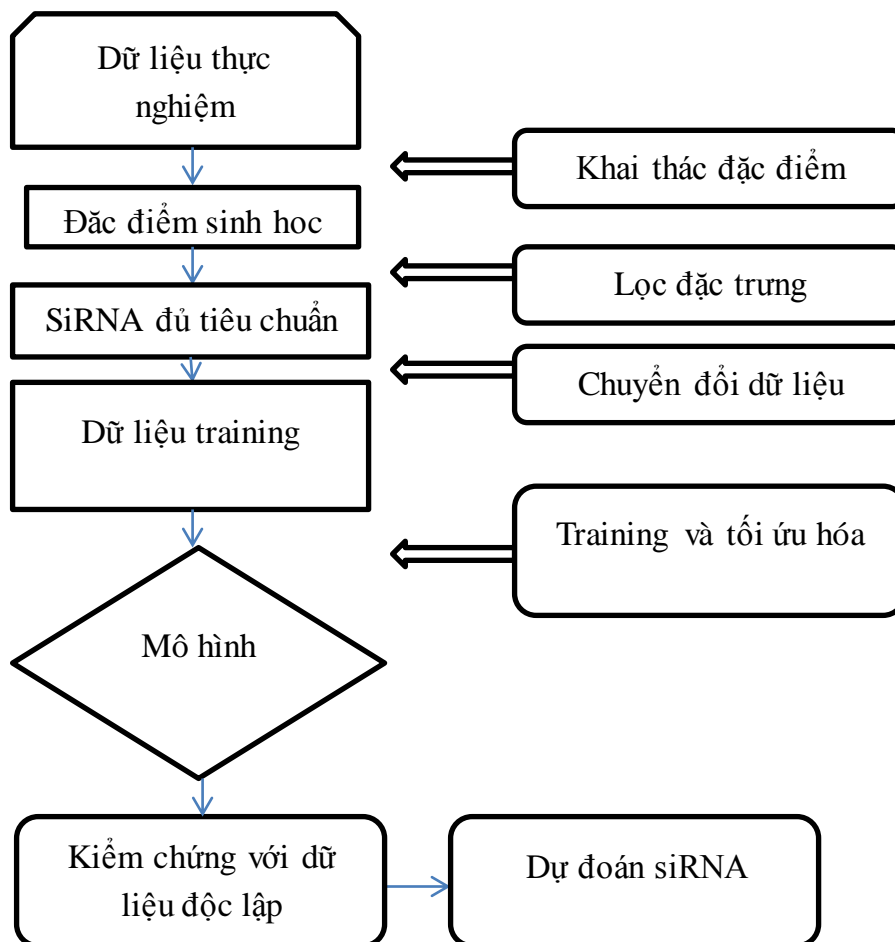 Dữ liệu thực
nghiệm
Khai thác đặc điểm
Đăc điểm sinh hoc
Lọc đặc trưng
SiRNA đủ tiêu chuẩn
Chuyển đổi dữ liệu
Dữ liệu training
Training và tối ứu hóa
Mô hình
Kiểm chứng với dữ
liệu độc lập
Dự đoán siRNA